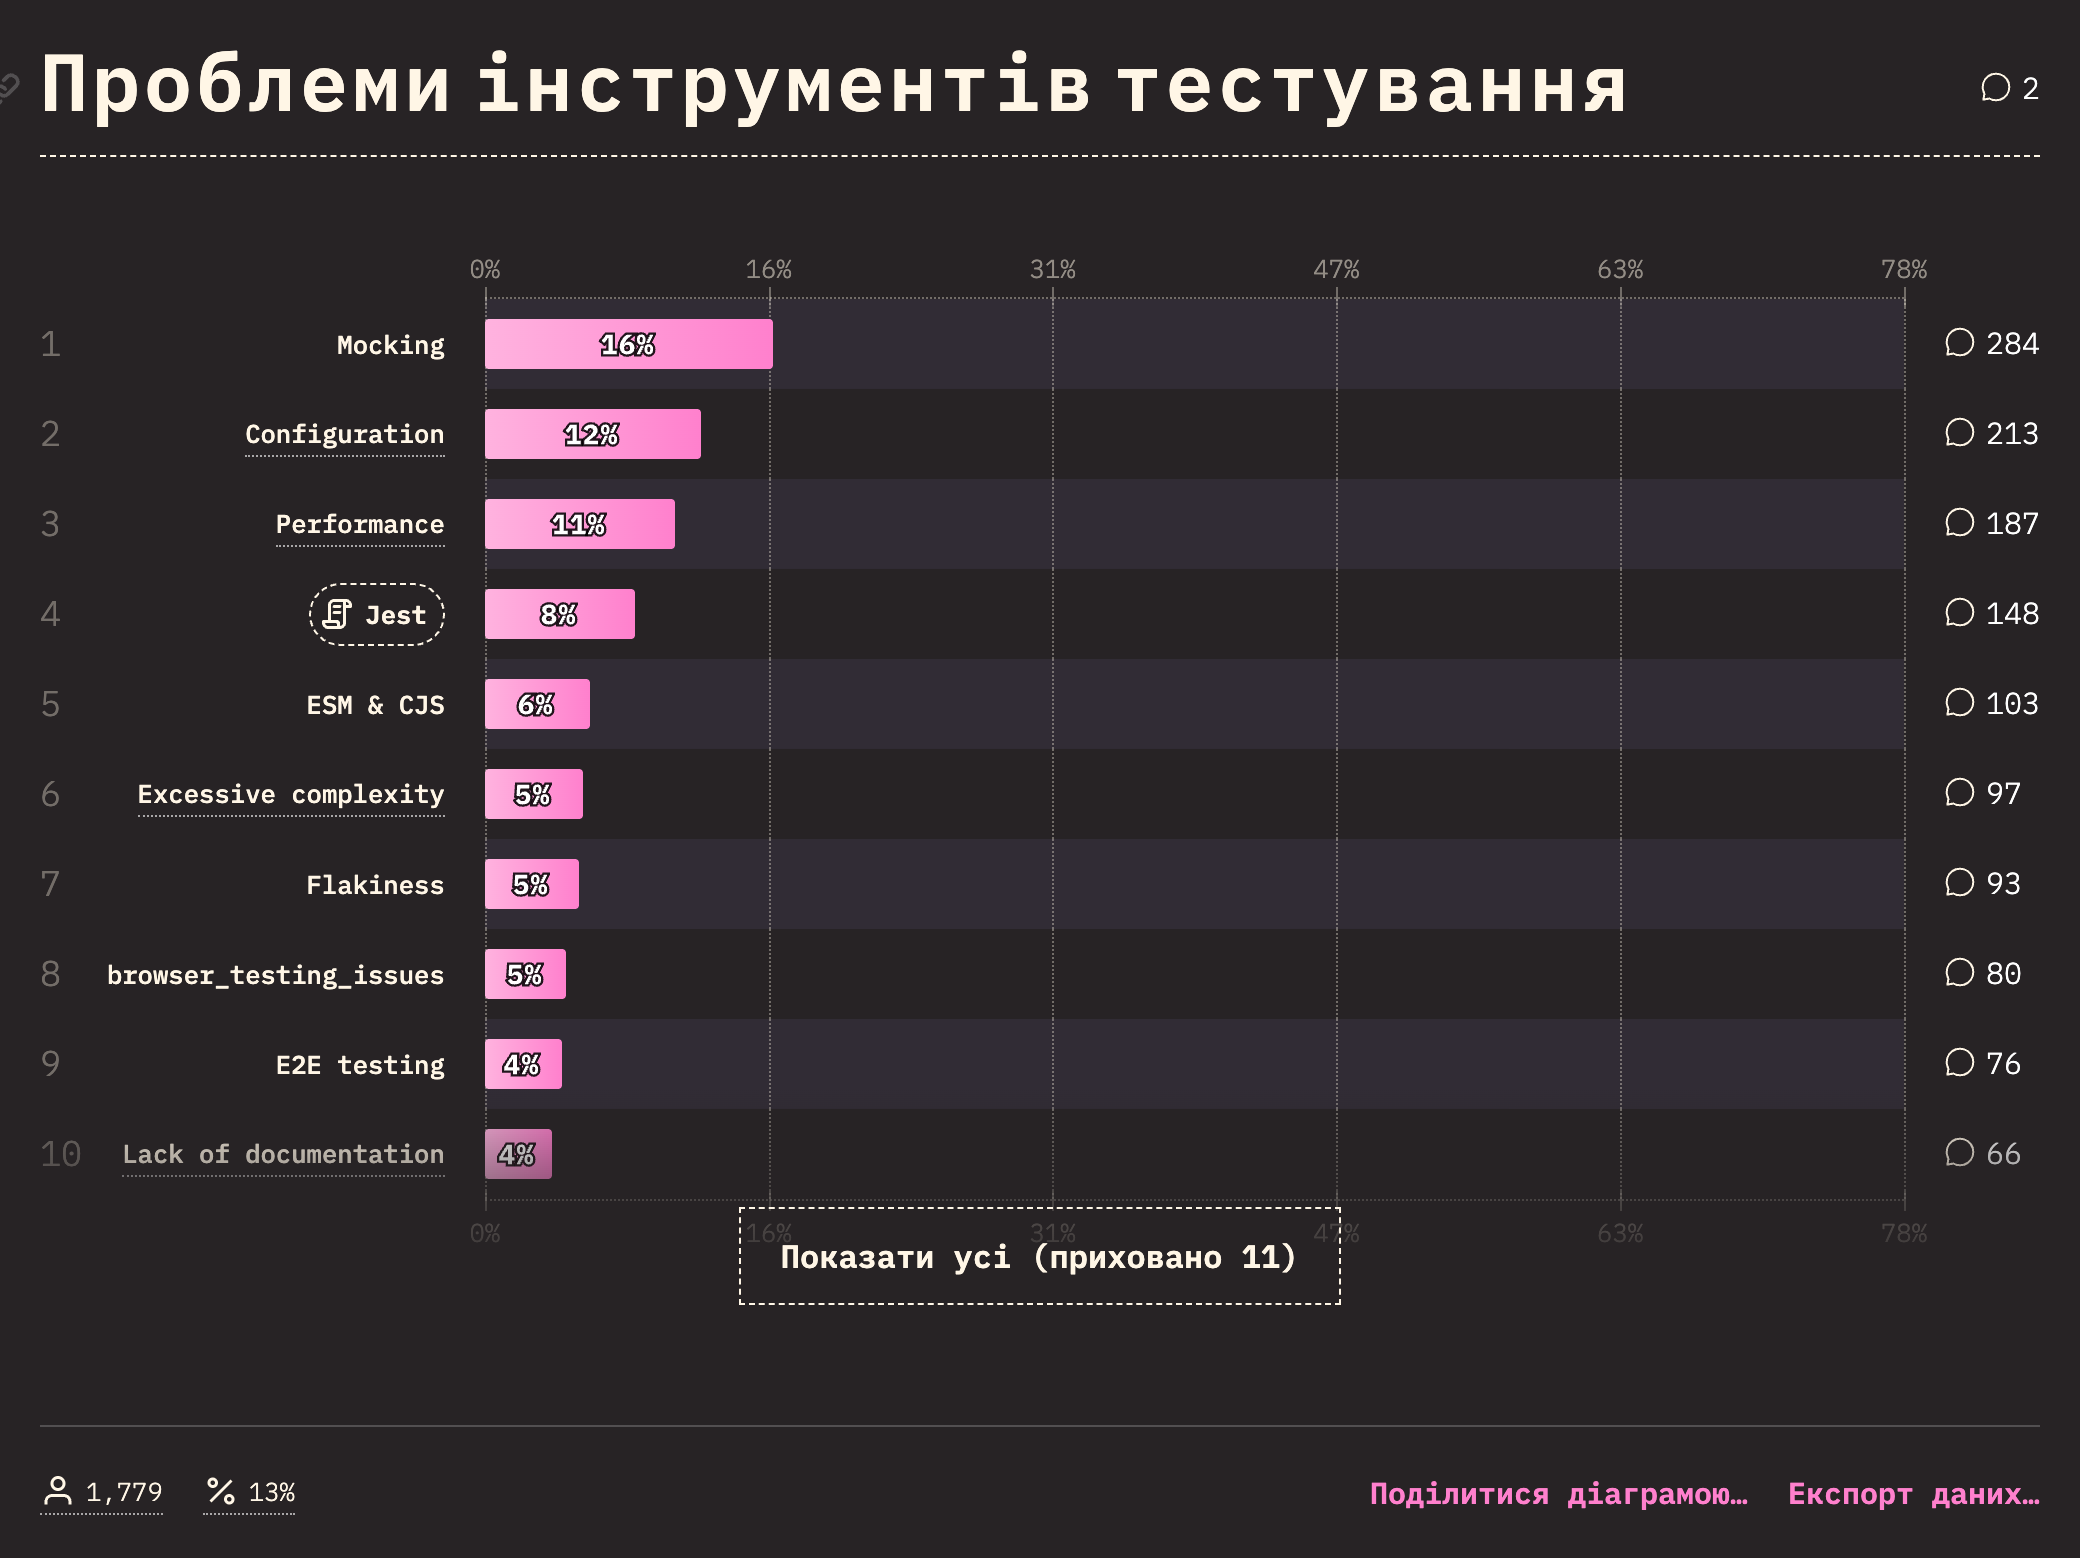 Проблеми інструментів тестування
2
0% 16% 31% 47% 63% 78%
1 Mocking 16% 284
2 Configuration 12% 213
3 Performance 11% 187
4 Jest 8% 148
5 ESM & CJS 6% 103
6 Excessive complexity 5% 97
7 Flakiness 5% 93
8 browser_testing_issues 5% 80
9 E2E testing 4% 76
10 Lack of documentation 4% 66
0% 16% 31% 47% 63% 78%
Показати усі (приховано 11)
1,779 13% Поділитися діаграмою… Експорт даних…